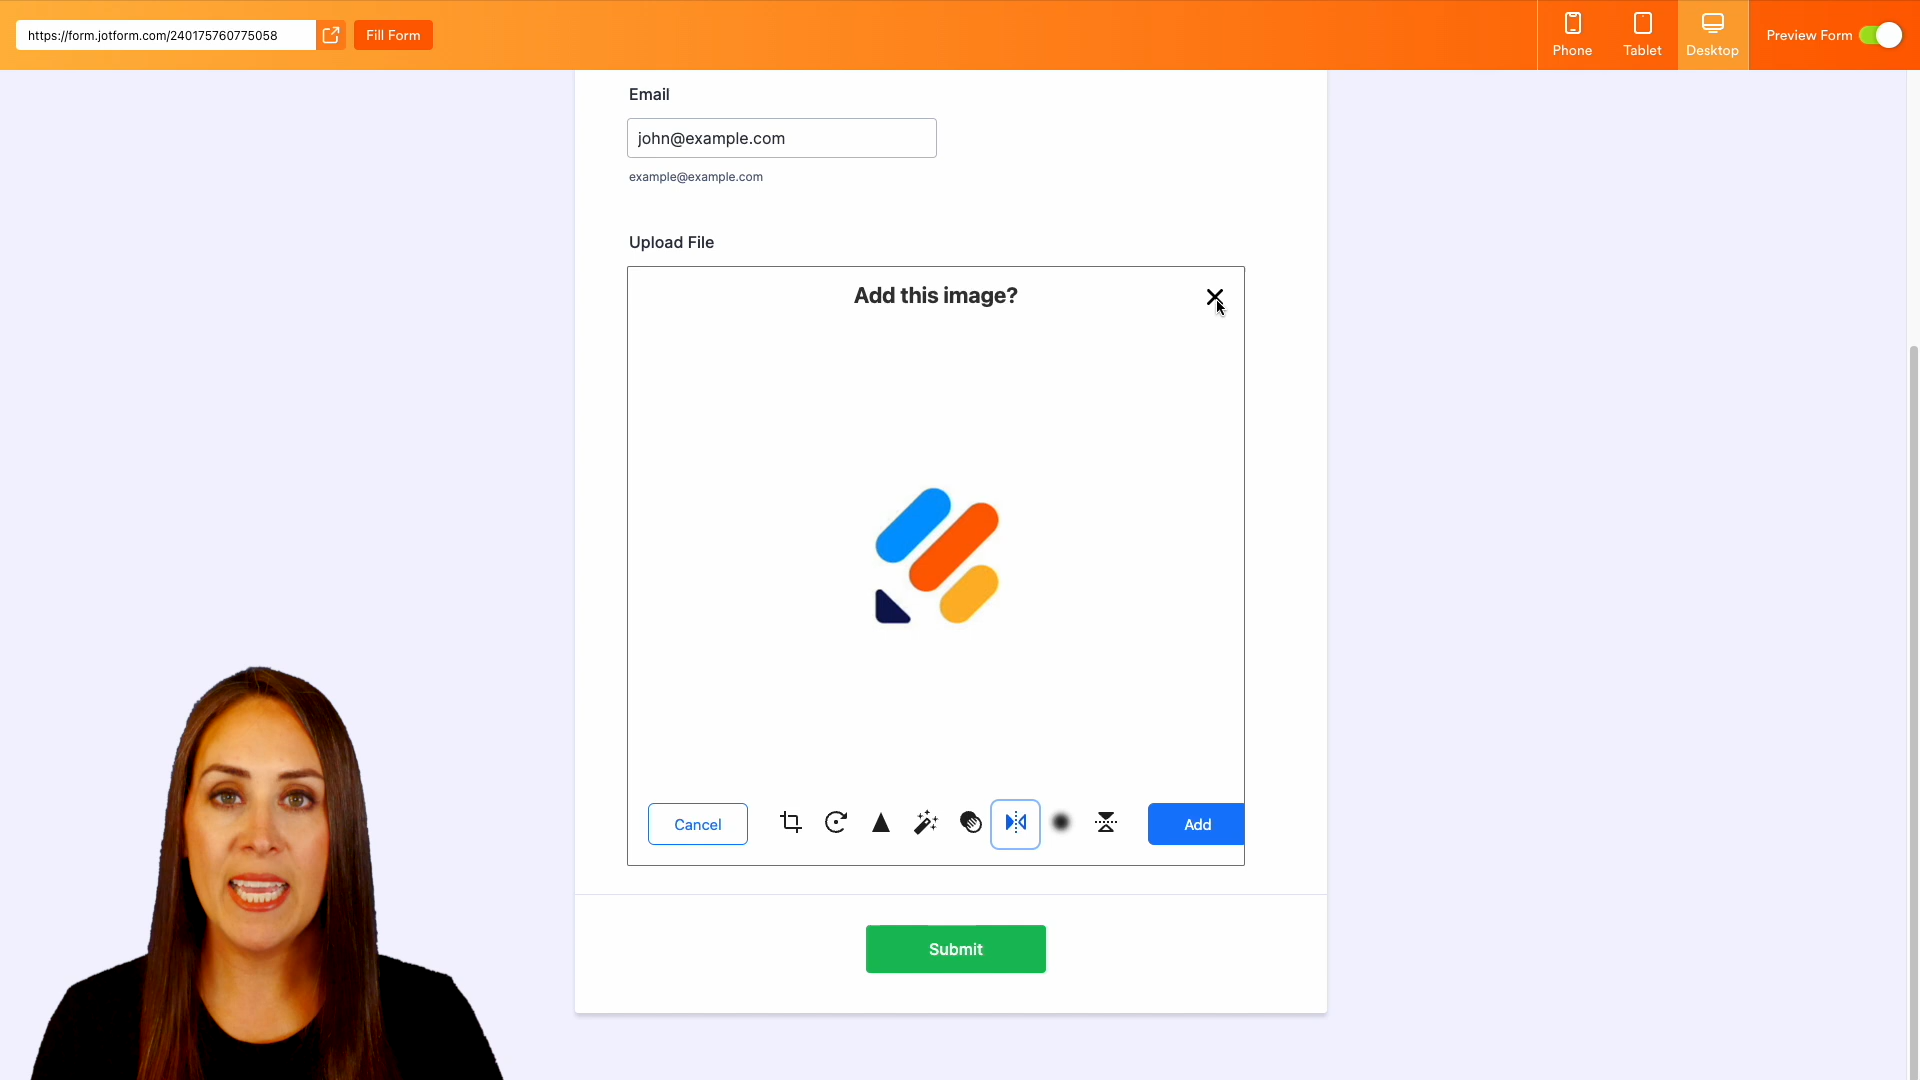 https://form.jotform.com/240175760775058
Fill Form
Phone
Tablet
Desktop
Preview Form
Email
john@example.com
example@example.com
Upload File
Add this image?
Cancel
Add
Submit